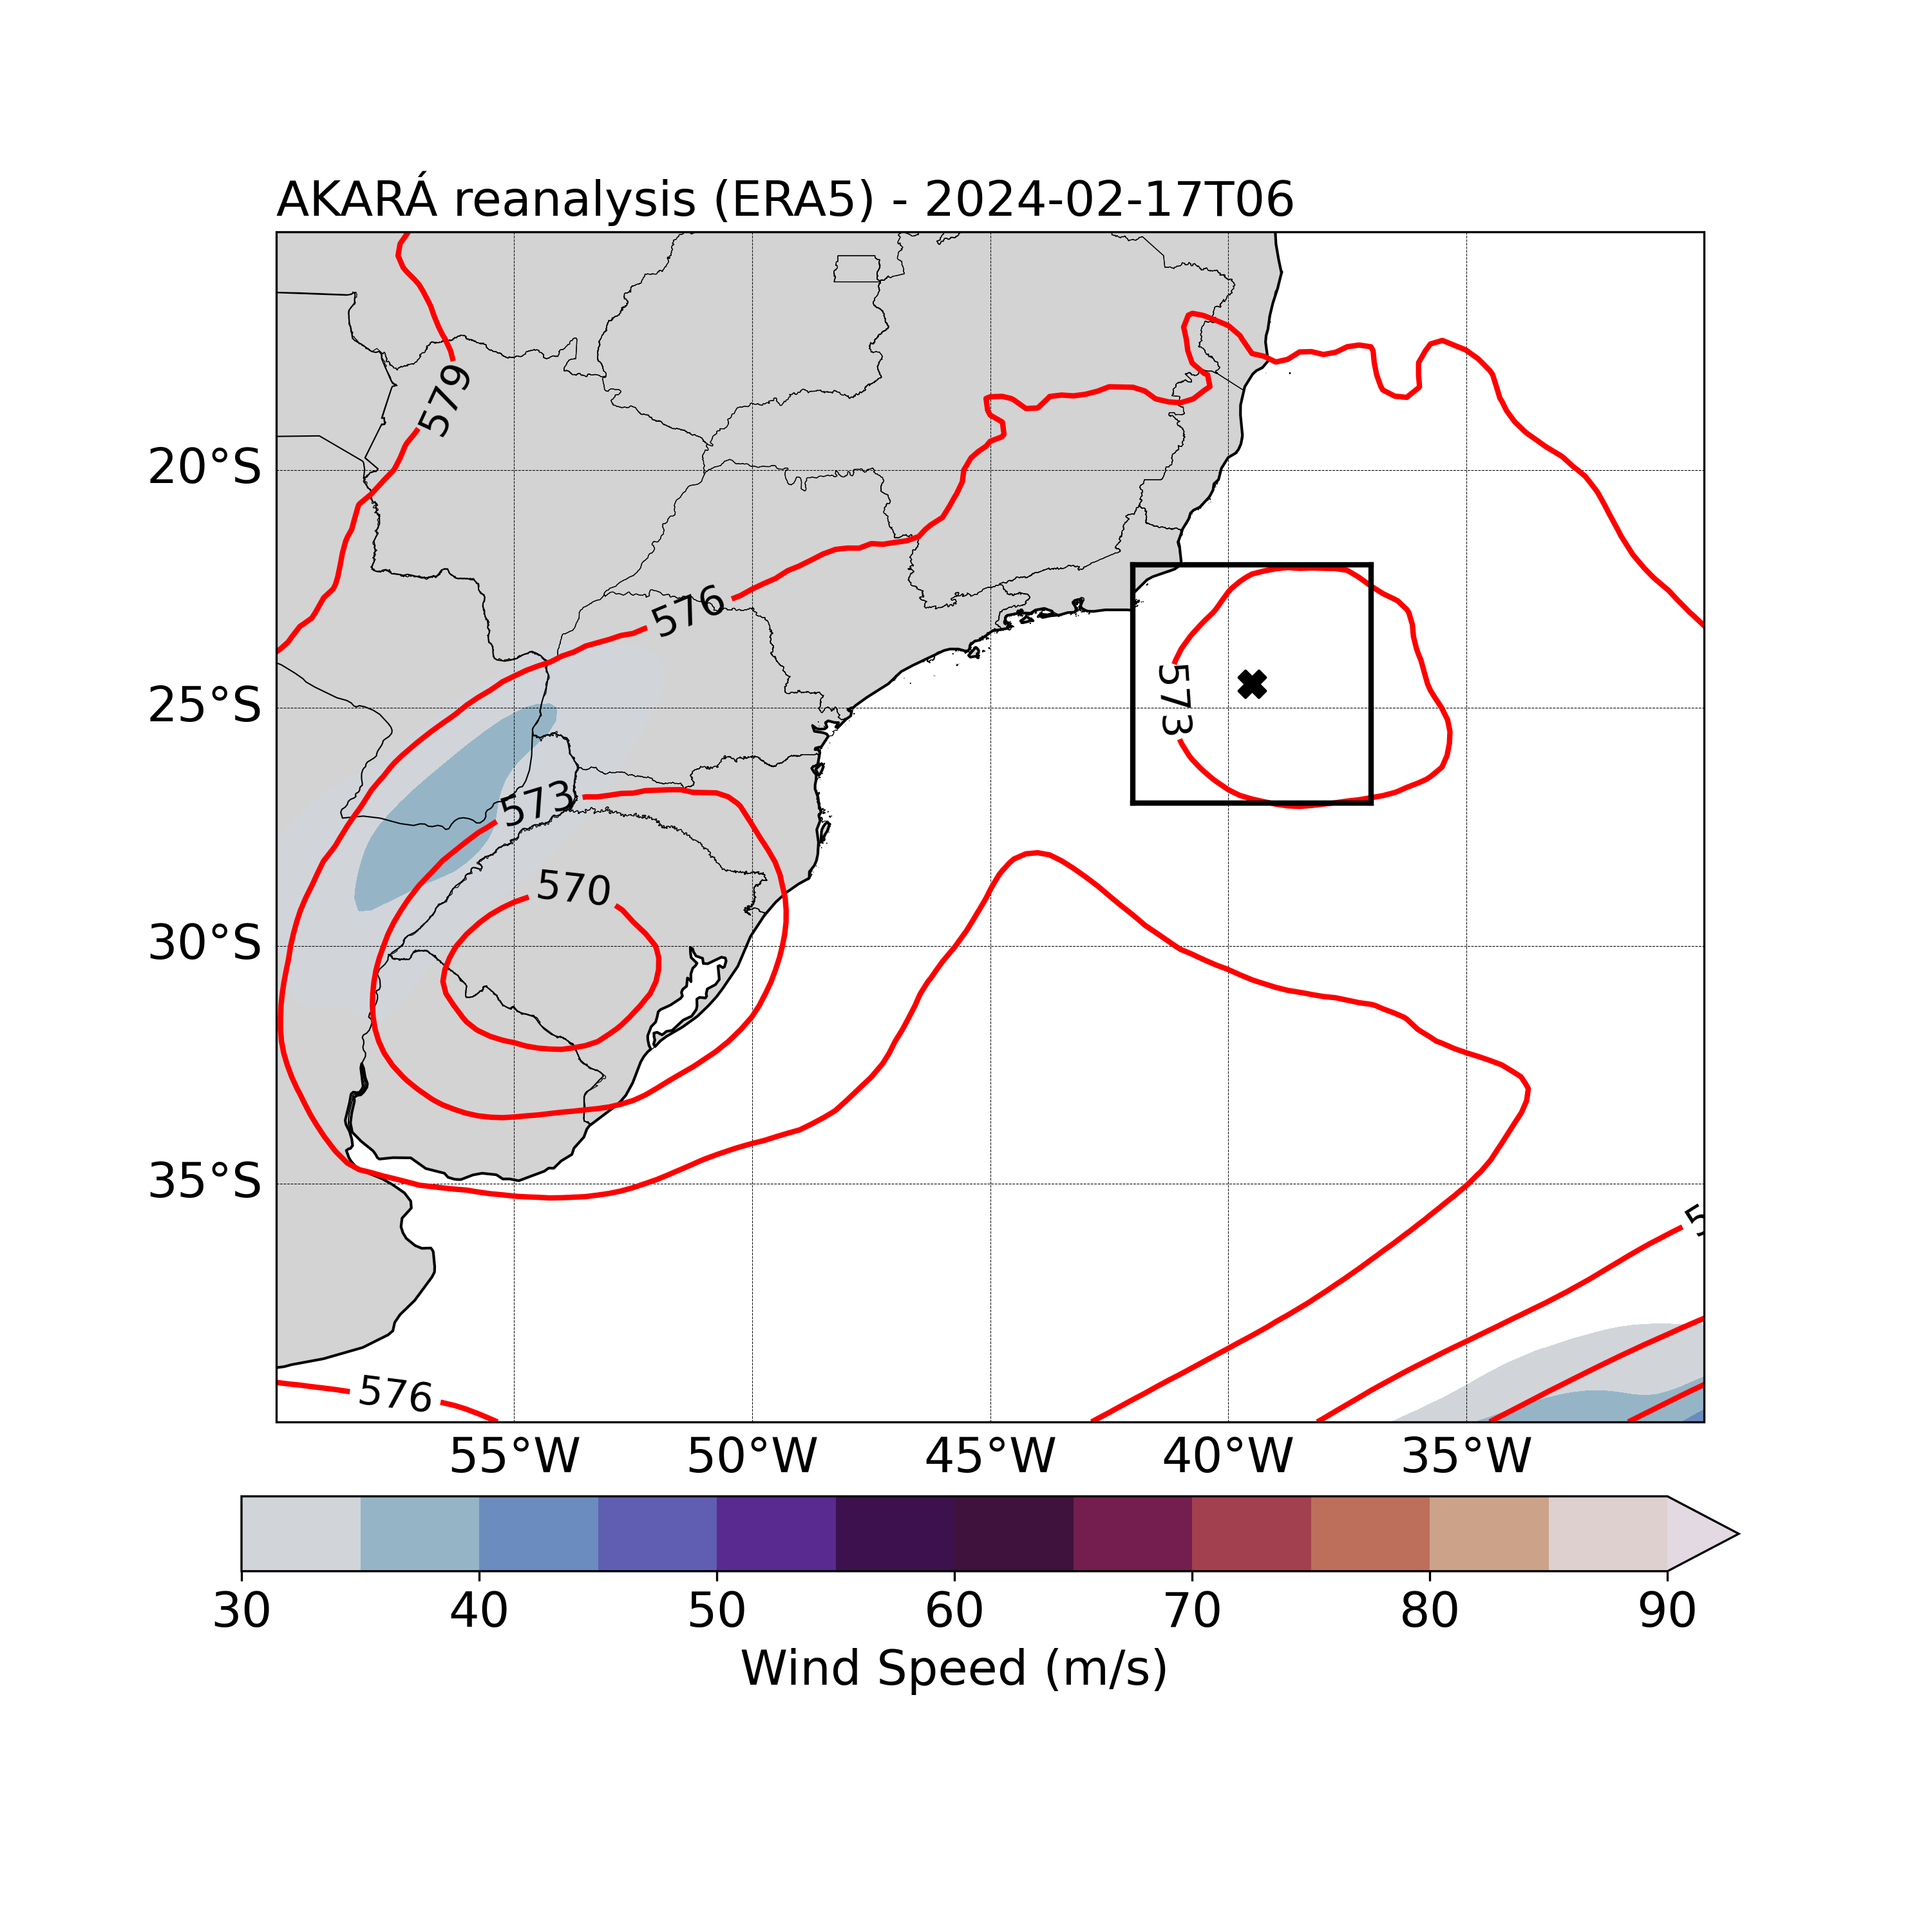 AKARÁ reanalysis (ERA5) - 2024-02-17T06
579
20°S
576
25°S
573
573
570
30°S
35°S
5
576
55°W 50°W 45°W 40°W 35°W
30 40 50 60 70 80 90
Wind Speed (m/s)